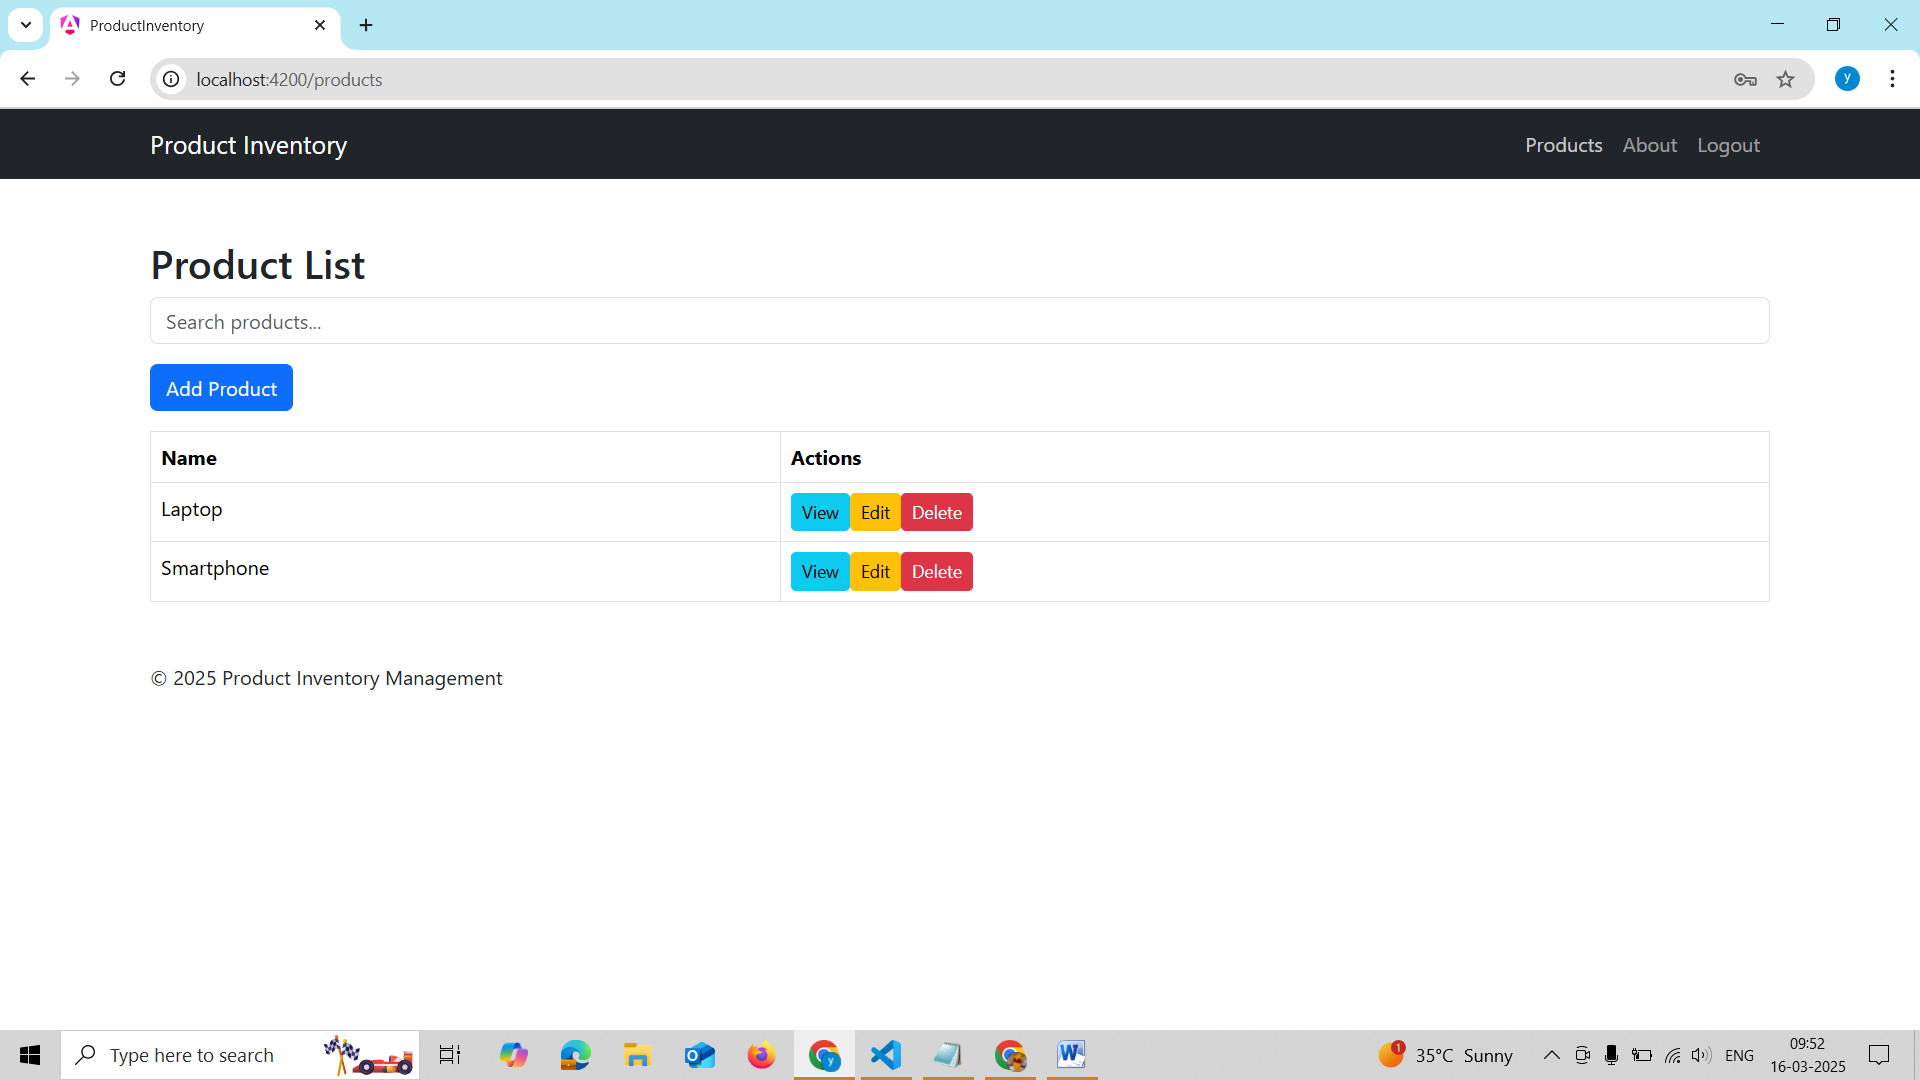 ProductInventory
localhost:4200/products
y
Product Inventory
Products About Logout
Product List
Search products...
Add Product
Name Actions
Laptop View Edit Delete
Smartphone View Edit Delete
© 2025 Product Inventory Management
Type here to search
1
35°C Sunny
ENG
09:52
16-03-2025